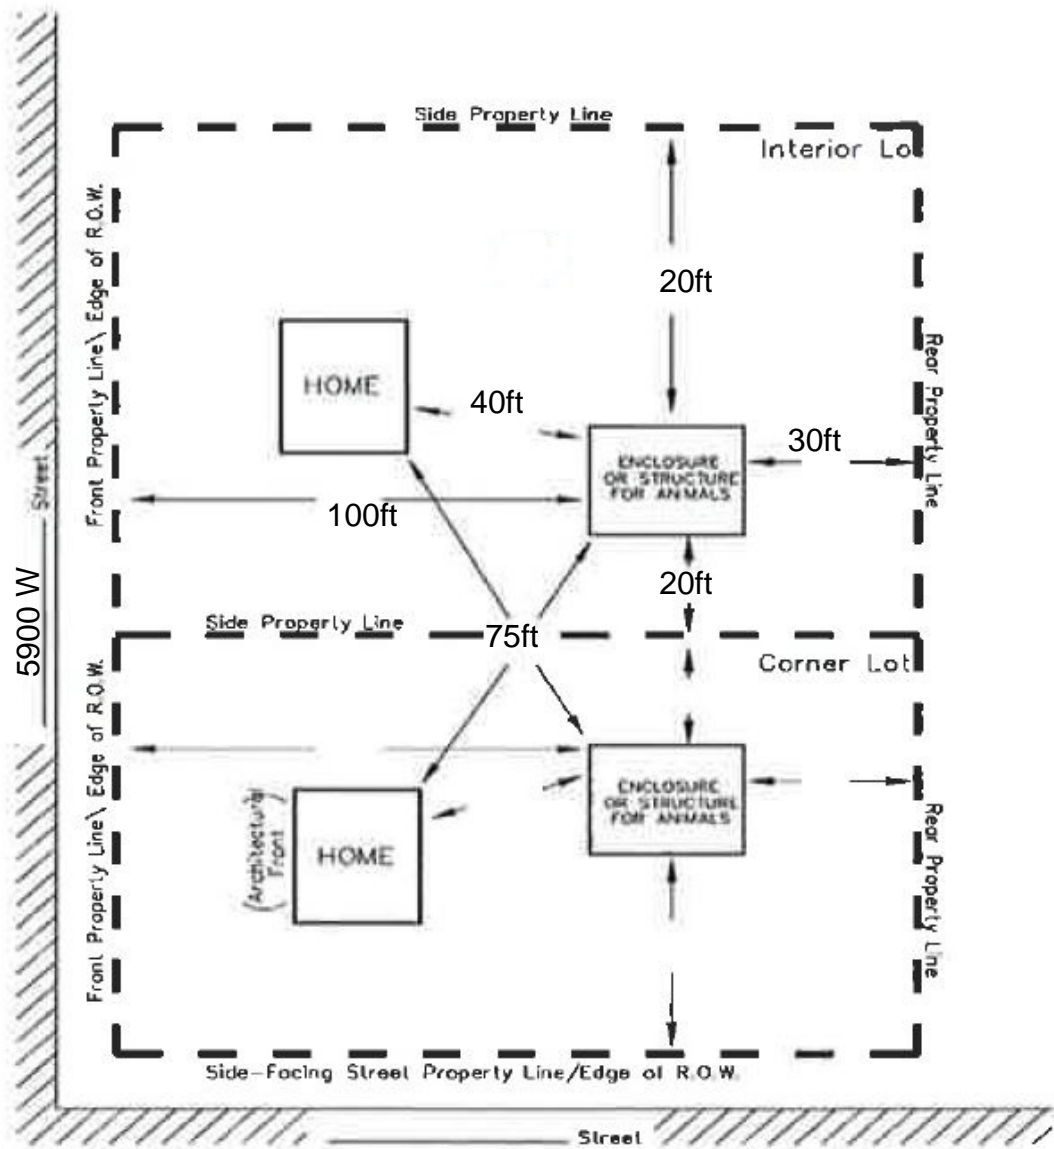 Side Property Line
Interior Lo
Front Property Line\ Edge of R.O.W.
20ft
HOME
40ft
ENCLOSURE
OR STRUCTURE
FOR ANIMALS
30ft
Rear Property Line
100ft
Street
5900 W
20ft
Side Property Line
75ft
Corner Lot
Front Property Line\ Edge of R.O.W.
(Architectural
Front)
HOME
ENCLOSURE
OR STRUCTURE
FOR ANIMALS
Rear Property Line
Side-Facing Street Property Line/Edge of R.O.W.
Street